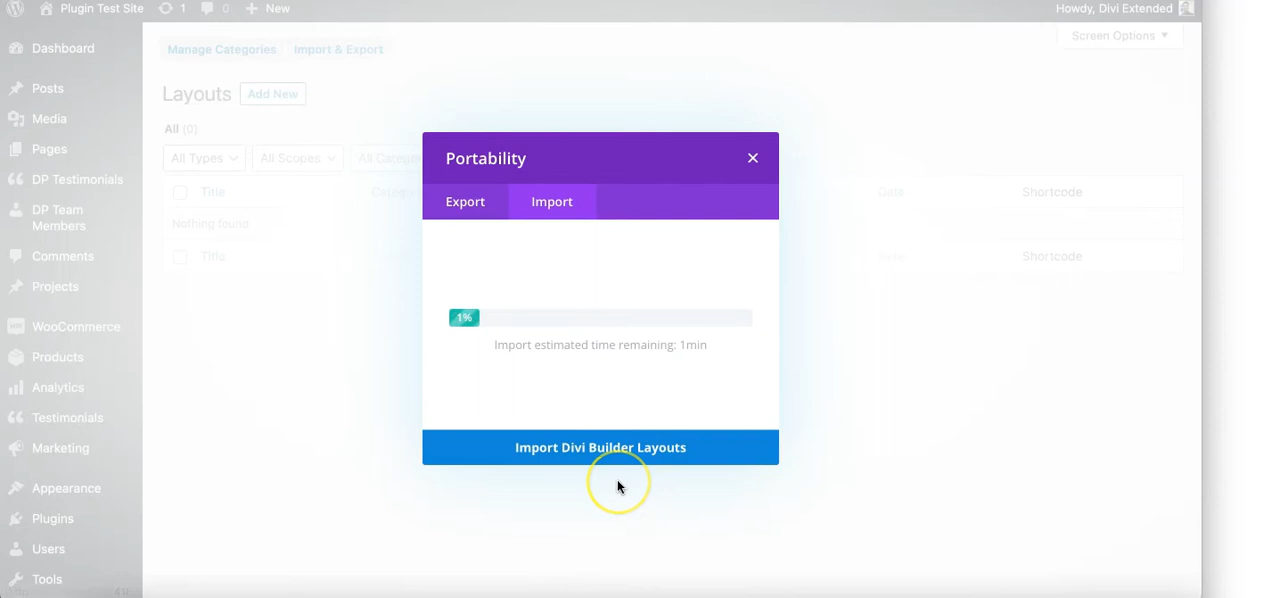 Plugin Test Site 1 0 New Howdy, Divi Extended
Screen Options
Manage Categories Import & Export
Layouts Add New
All (0)
All Types All Scopes
Title Date Shortcode
Nothing found
Title Shortcode
Dashboard
Posts
Media
Pages
DP Testimonials
DP Team
Members
Comments
Projects
WooCommerce
Products
Analytics
Testimonials
Marketing
Appearance
Plugins
Users
Tools
Portability
Export Import
1%
Import estimated time remaining: 1min
Import Divi Builder Layouts